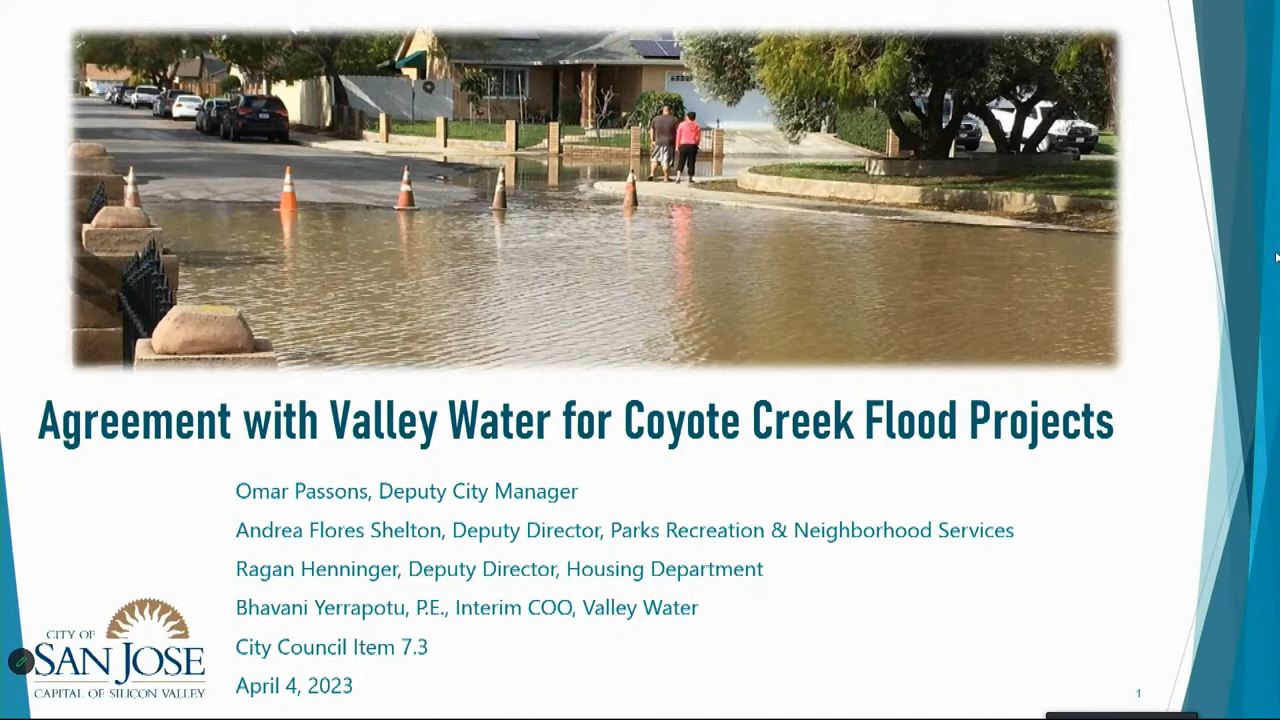 Agreement with Valley Water for Coyote Creek Flood Projects
Omar Passons, Deputy City Manager
Andrea Flores Shelton, Deputy Director, Parks Recreation & Neighborhood Services
Ragan Henninger, Deputy Director, Housing Department
Bhavani Yerrapotu, P.E., Interim COO, Valley Water
City Council Item 7.3
April 4, 2023
CITY OF
SAN JOSE
CAPITAL OF SILICON VALLEY
1